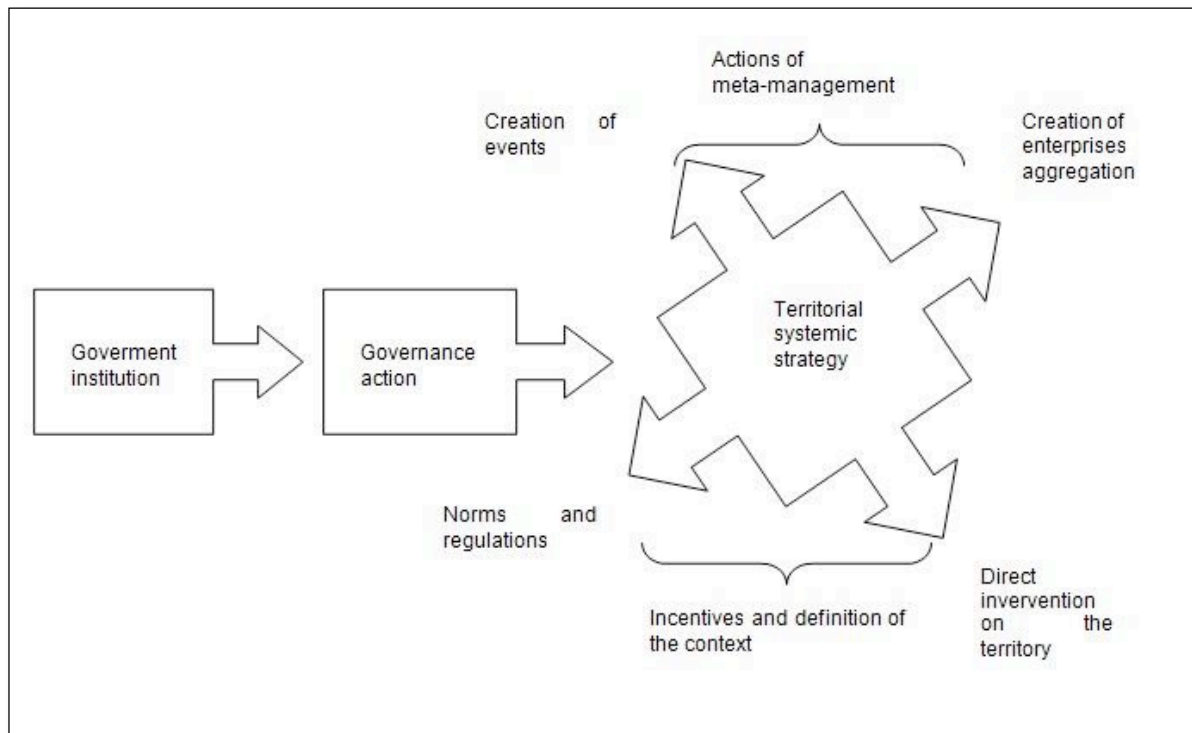 Actions of
meta-management
Creation of
events
Creation of
enterprises
aggregation
Goverment
institution
Governance
action
Territorial
systemic
strategy
Norms and
regulations
Incentives and definition of
the context
Direct
invervention
on the
territory